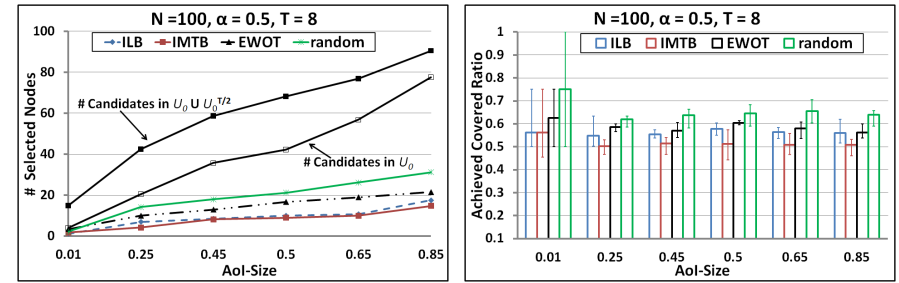 N =100, α = 0.5, T = 8
ILB IMTB EWOT random
# Selected Nodes
100
80
60
40
20
0
# Candidates in U₀ U U₀ᵀ/²
# Candidates in U₀
0.01 0.25 0.45 0.5 0.65 0.85
AoI-Size
N =100, α = 0.5, T = 8
ILB IMTB EWOT random
Achieved Covered Ratio
1
0.9
0.8
0.7
0.6
0.5
0.4
0.3
0.2
0.1
0.01 0.25 0.45 0.5 0.65 0.85
AoI-Size